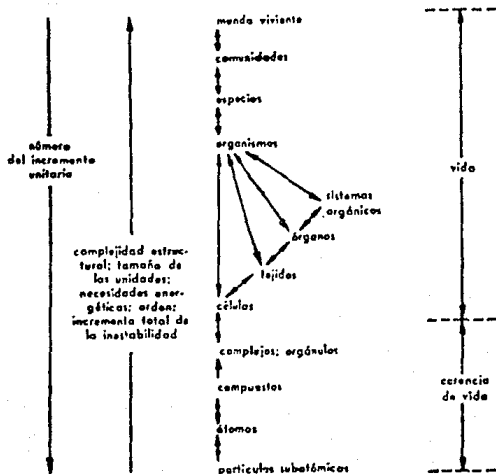 mundo viviente
comunidades
especies
organismos
sistemas
orgánicos
órganos
tejidos
células
complejos; orgánulos
compuestos
átomos
partículas subatómicas
número
del incremento
unitario
complejidad estruc-
tural; tamaño de
las unidades;
necesidades ener-
géticas; orden;
incremento total de
la inestabilidad
vida
carencia
de vida